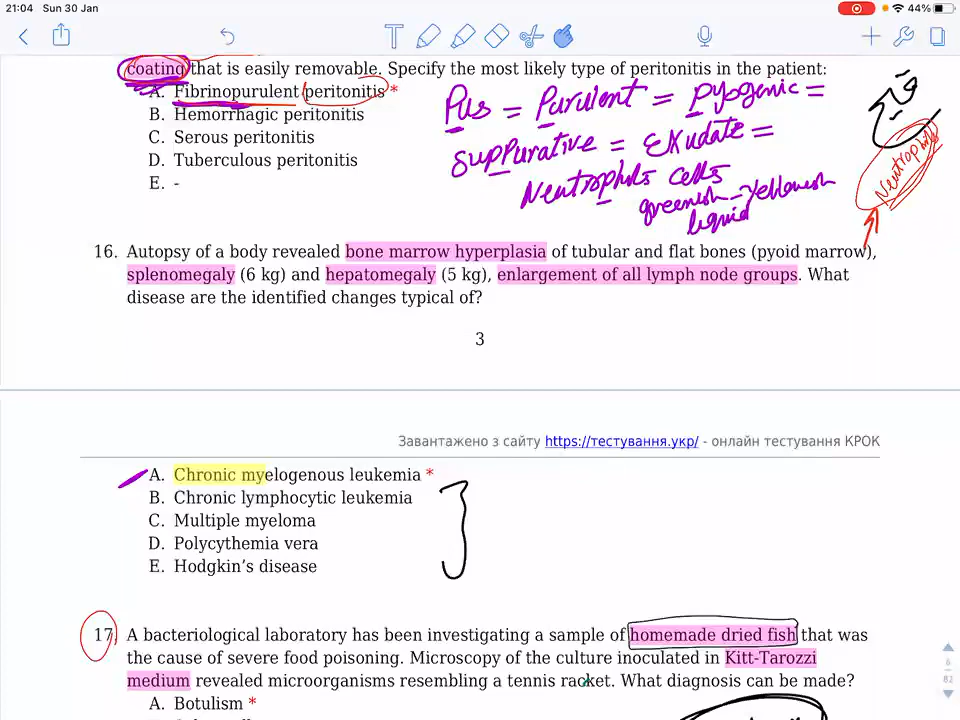 21:04 Sun 30 Jan
44%
coating that is easily removable. Specify the most likely type of peritonitis in the patient:
A. Fibrinopurulent peritonitis *
B. Hemorrhagic peritonitis
C. Serous peritonitis
D. Tuberculous peritonitis
E. -
Pus = Purulent = pyogenic =
suppurative = Exudate =
Neutrophils cells
greenish - yellowish
liquid
Neutrophils
16. Autopsy of a body revealed bone marrow hyperplasia of tubular and flat bones (pyoid marrow),
splenomegaly (6 kg) and hepatomegaly (5 kg), enlargement of all lymph node groups. What
disease are the identified changes typical of?
3
Завантажено з сайту https://тестування.укр/ - онлайн тестування КРОК
A. Chronic myelogenous leukemia *
B. Chronic lymphocytic leukemia
C. Multiple myeloma
D. Polycythemia vera
E. Hodgkin's disease
17. A bacteriological laboratory has been investigating a sample of homemade dried fish that was
the cause of severe food poisoning. Microscopy of the culture inoculated in Kitt-Tarozzi
medium revealed microorganisms resembling a tennis racket. What diagnosis can be made?
A. Botulism *
6
82